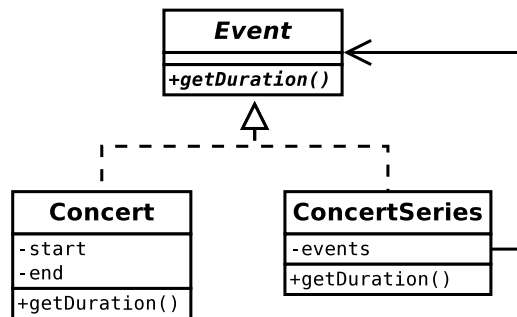 Event
+getDuration()
Concert
-start
-end
+getDuration()
ConcertSeries
-events
+getDuration()